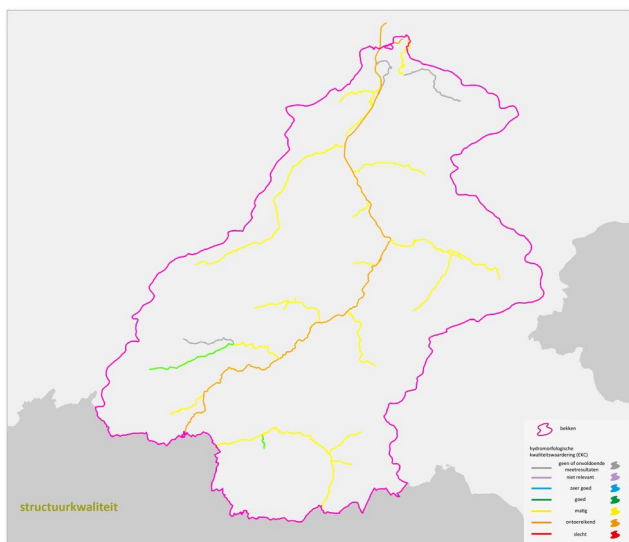 bekken
hydromorfologische
kwaliteitswaardering (EKC)
geen of onvoldoende
meetresultaten
niet relevant
zeer goed
goed
matig
ontoereikend
slecht
structuurkwaliteit